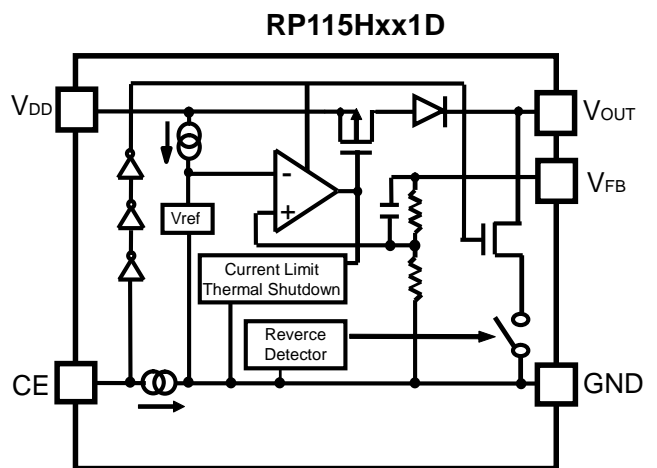 RP115Hxx1D
VDD
VOUT
-
VFB
Vref
+
Current Limit
Thermal Shutdown
Reverce
Detector
CE
GND